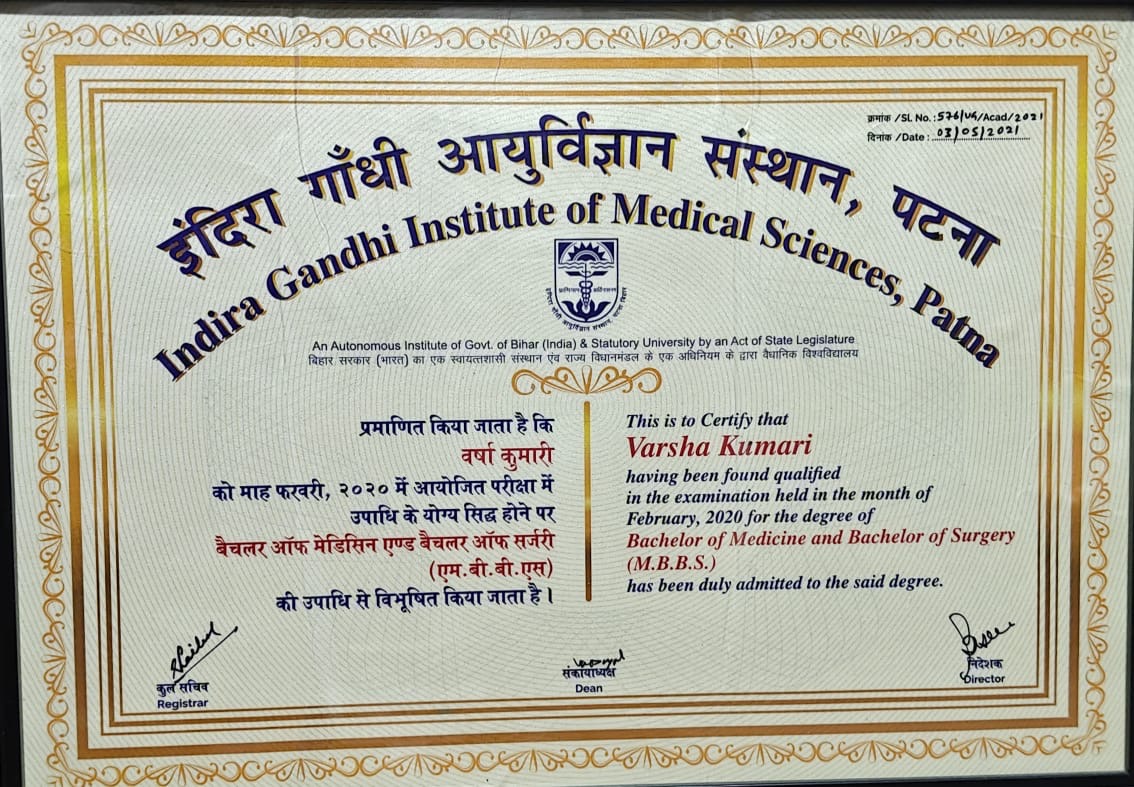 क्रमांक /SL No.: 576/UG/Acad/2021
दिनांक /Date : 03/05/2021
इंदिरा गाँधी आयुर्विज्ञान संस्थान, पटना
Indira Gandhi Institute of Medical Sciences, Patna
इन्दिरा गाँधी आयुर्विज्ञान संस्थान, पटना बिहार
An Autonomous Institute of Govt. of Bihar (India) & Statutory University by an Act of State Legislature
बिहार सरकार (भारत) का एक स्वायत्तशासी संस्थान एंव राज्य विधानमंडल के एक अधिनियम के द्वारा वैधानिक विश्वविद्यालय
प्रमाणित किया जाता है कि
वर्षा कुमारी
को माह फरवरी, २०२० में आयोजित परीक्षा में
उपाधि के योग्य सिद्ध होने पर
बैचलर ऑफ मेडिसिन एण्ड बैचलर ऑफ सर्जरी
(एम.बी.बी.एस)
की उपाधि से विभूषित किया जाता है।
This is to Certify that
Varsha Kumari
having been found qualified
in the examination held in the month of
February, 2020 for the degree of
Bachelor of Medicine and Bachelor of Surgery
(M.B.B.S.)
has been duly admitted to the said degree.
कुल सचिव
Registrar
संकायाध्यक्ष
Dean
निदेशक
Director